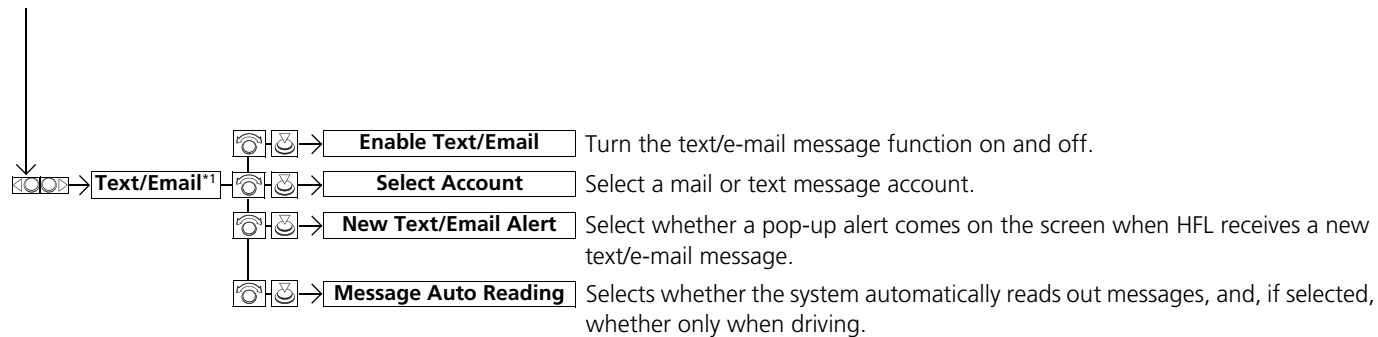 Enable Text/Email Turn the text/e-mail message function on and off.
Text/Email*1 Select Account Select a mail or text message account.
New Text/Email Alert Select whether a pop-up alert comes on the screen when HFL receives a new
text/e-mail message.
Message Auto Reading Selects whether the system automatically reads out messages, and, if selected,
whether only when driving.